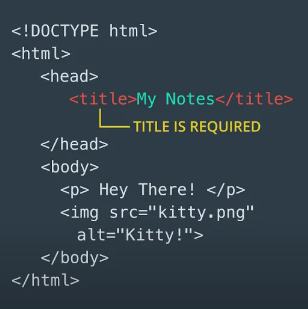 <!DOCTYPE html>
<html>
<head>
<title>My Notes</title>
TITLE IS REQUIRED
</head>
<body>
<p> Hey There! </p>
<img src="kitty.png"
alt="Kitty!">
</body>
</html>